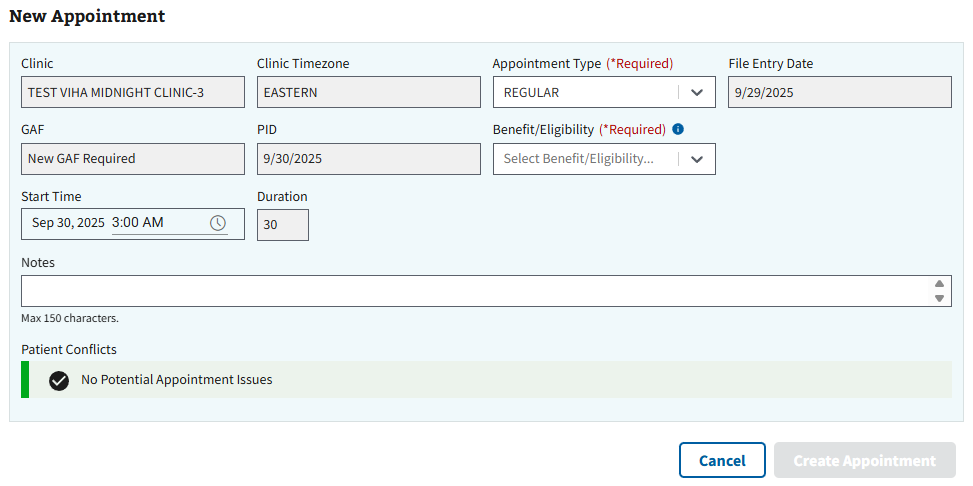 New Appointment
Clinic
Clinic Timezone
Appointment Type (*Required)
File Entry Date
TEST VIHA MIDNIGHT CLINIC-3
EASTERN
REGULAR
9/29/2025
GAF
PID
Benefit/Eligibility (*Required)
New GAF Required
9/30/2025
Select Benefit/Eligibility...
Start Time
Duration
Sep 30, 2025 3:00 AM
30
Notes
Max 150 characters.
Patient Conflicts
No Potential Appointment Issues
Cancel
Create Appointment